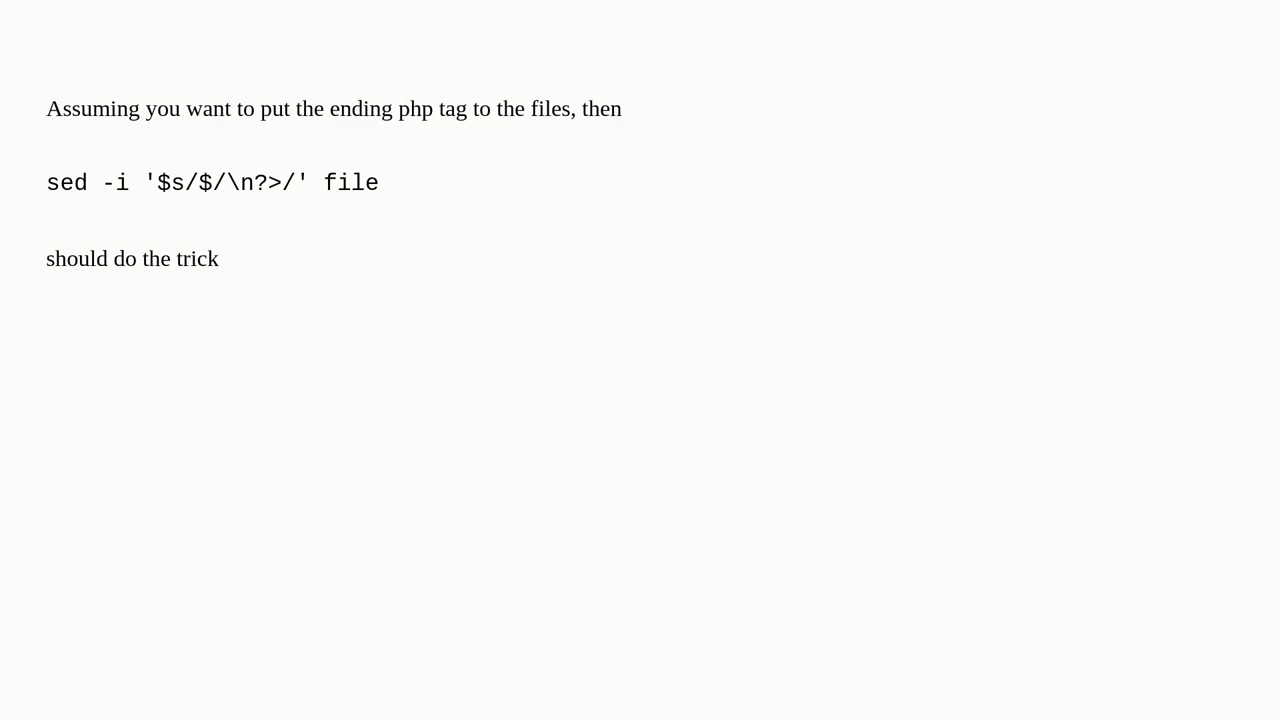 Assuming you want to put the ending php tag to the files, then
sed -i '$s/$/\n?>/' file
should do the trick